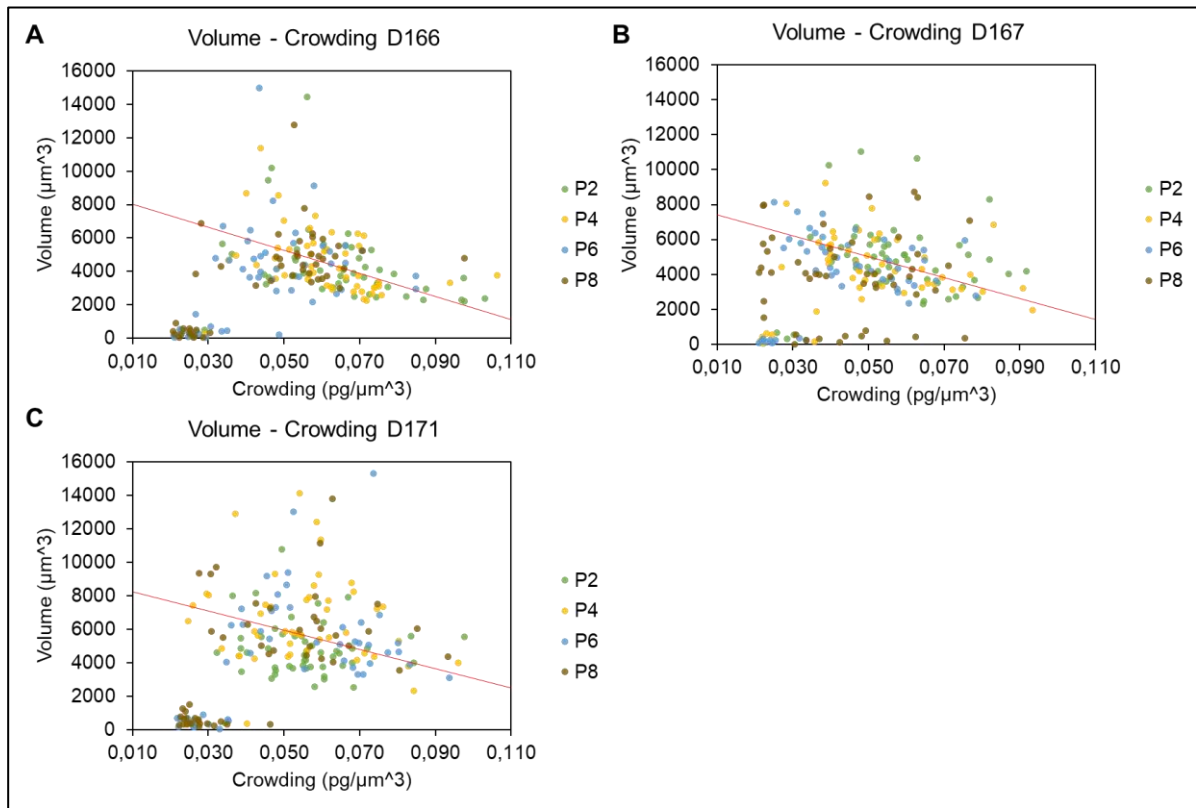 A
Volume - Crowding D166
16000
14000
12000
10000
8000
6000
4000
2000
0
Volume (µm^3)
0,010 0,030 0,050 0,070 0,090 0,110
Crowding (pg/µm^3)
P2
P4
P6
P8
B
Volume - Crowding D167
16000
14000
12000
10000
8000
6000
4000
2000
0
Volume (µm^3)
0,010 0,030 0,050 0,070 0,090 0,110
Crowding (pg/µm^3)
P2
P4
P6
P8
C
Volume - Crowding D171
16000
14000
12000
10000
8000
6000
4000
2000
0
Volume (µm^3)
0,010 0,030 0,050 0,070 0,090 0,110
Crowding (pg/µm^3)
P2
P4
P6
P8